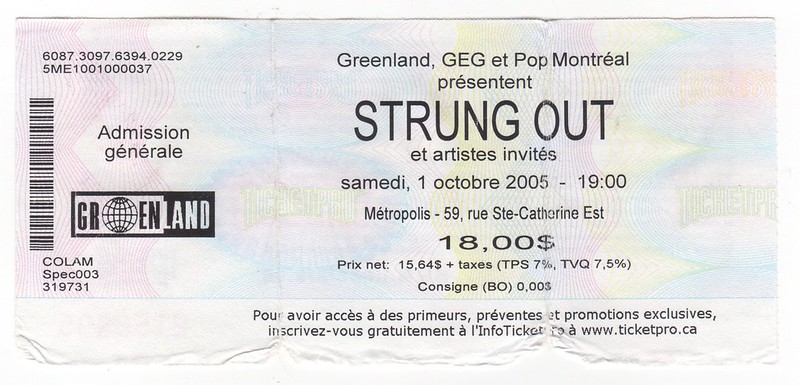 6087.3097.6394.0229
5ME1001000037
Admission
générale
GROENLAND
COLAM
Spec003
319731
Greenland, GEG et Pop Montréal
présentent
STRUNG OUT
et artistes invités
samedi, 1 octobre 2005 - 19:00
Métropolis - 59, rue Ste-Catherine Est
18,00$
Prix net: 15,64$ + taxes (TPS 7%, TVQ 7,5%)
Consigne (BO) 0,00$
TICKETPRO
TICKETPRO
Pour avoir accès à des primeurs, préventes et promotions exclusives,
inscrivez-vous gratuitement à l'InfoTicketpro à www.ticketpro.ca